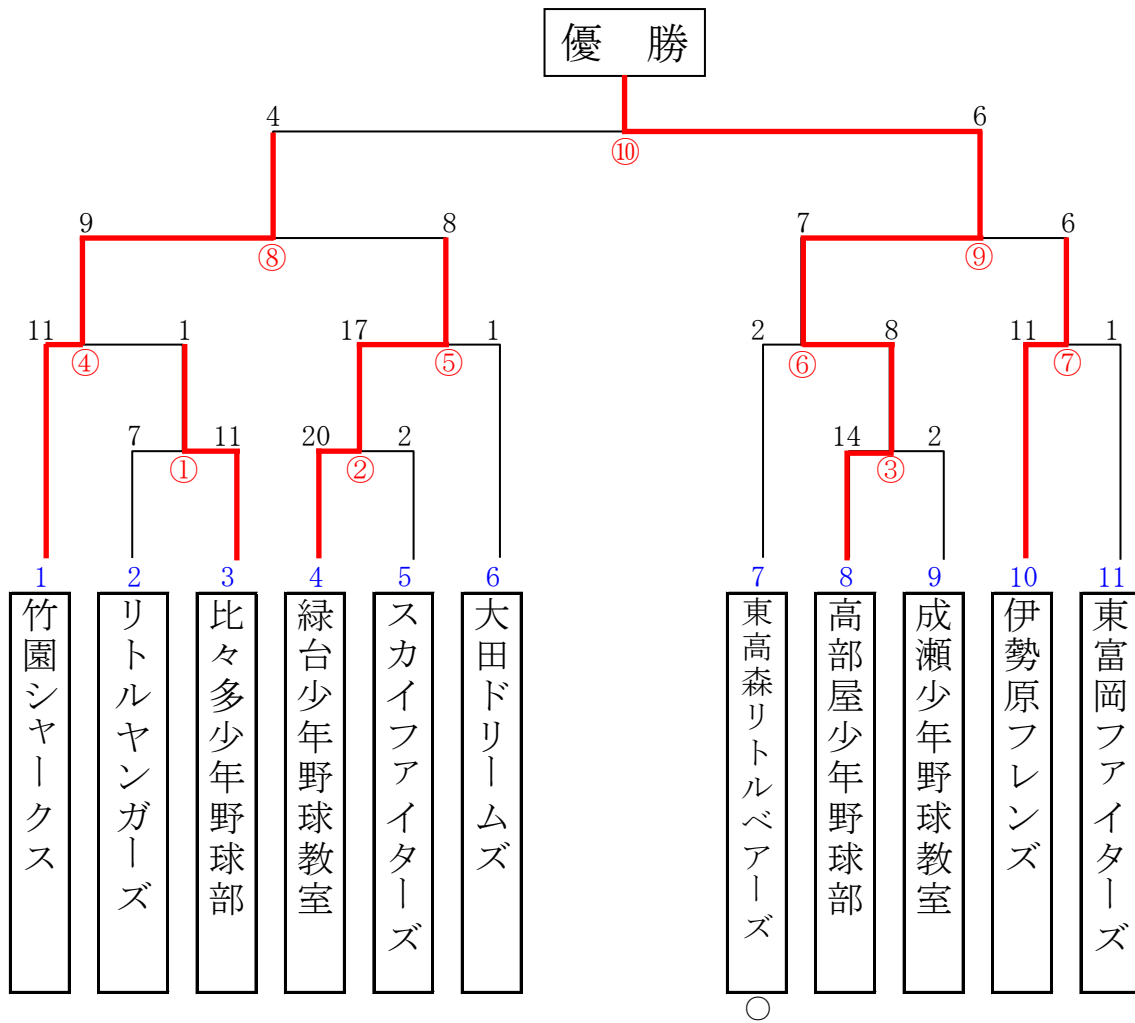 優 勝
4 6
⑩
9 8 7 6
⑧ ⑨
11 1 17 1 2 8 11 1
④ ⑤ ⑥ ⑦
7 11 20 2 14 2
① ② ③
1 2 3 4 5 6 7 8 9 10 11
竹園シャークス
リトルヤンガーズ
比々多少年野球部
緑台少年野球教室
スカイファイターズ
大田ドリームズ
東高森リトルベアーズ
高部屋少年野球部
成瀬少年野球教室
伊勢原フレンズ
東富岡ファイターズ
○